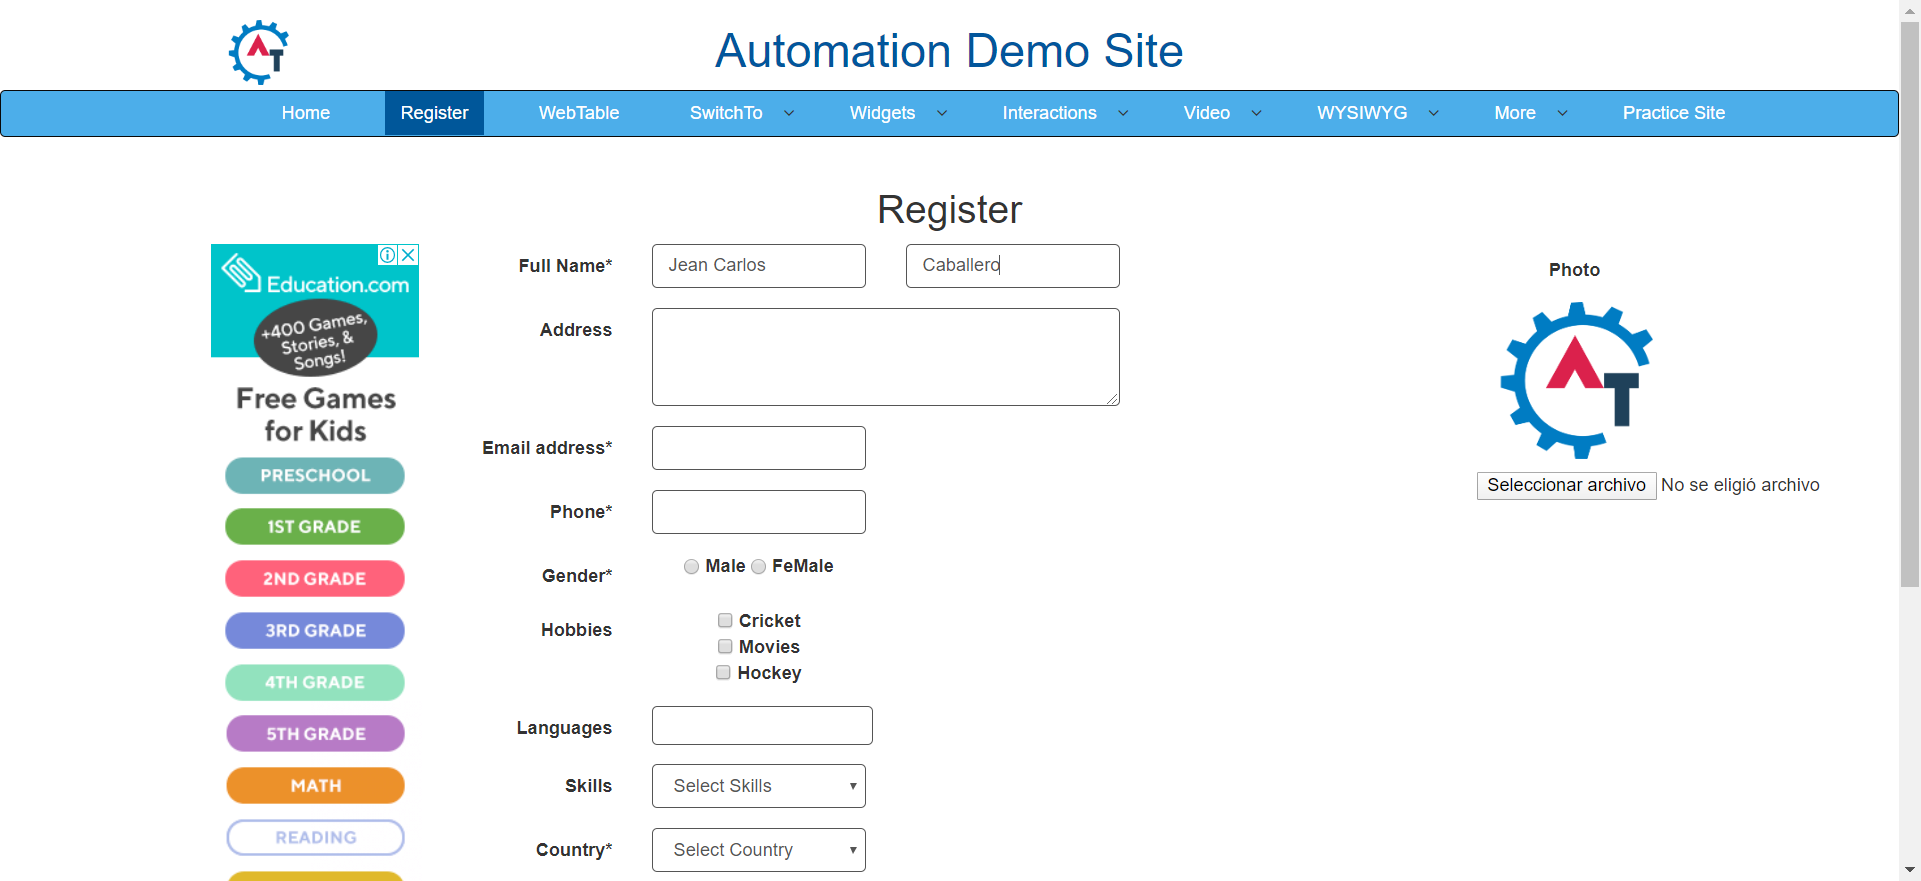 AT
Automation Demo Site
Home Register WebTable SwitchTo Widgets Interactions Video WYSIWYG More Practice Site
Register
Education.com
+400 Games,
Stories, &
Songs!
Free Games
for Kids
PRESCHOOL
1ST GRADE
2ND GRADE
3RD GRADE
4TH GRADE
5TH GRADE
MATH
READING
Full Name* Jean Carlos Caballero
Address
Email address*
Phone*
Gender* Male FeMale
Hobbies Cricket
Movies
Hockey
Languages
Skills Select Skills
Country* Select Country
Photo
AT
Seleccionar archivo No se eligió archivo